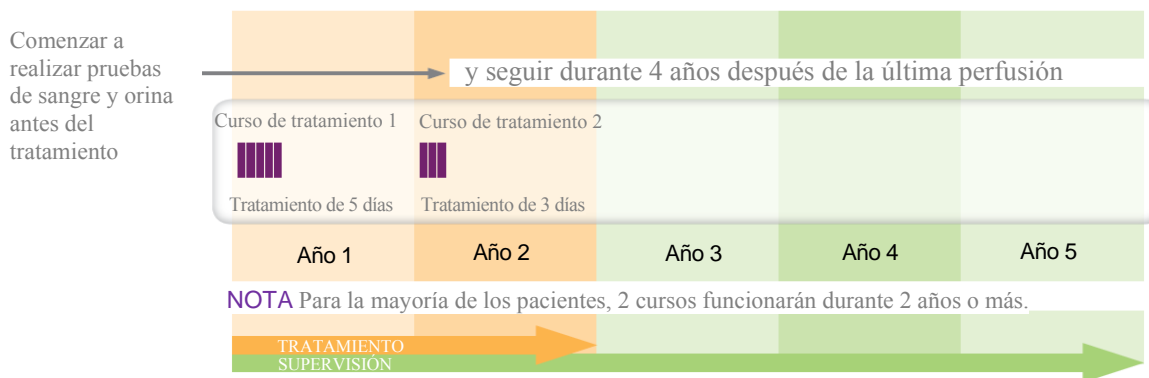 Comenzar a
realizar pruebas
de sangre y orina
antes del
tratamiento
y seguir durante 4 años después de la última perfusión
Curso de tratamiento 1
Curso de tratamiento 2
Tratamiento de 5 días
Tratamiento de 3 días
Año 1
Año 2
Año 3
Año 4
Año 5
NOTA Para la mayoría de los pacientes, 2 cursos funcionarán durante 2 años o más.
TRATAMIENTO
SUPERVISIÓN